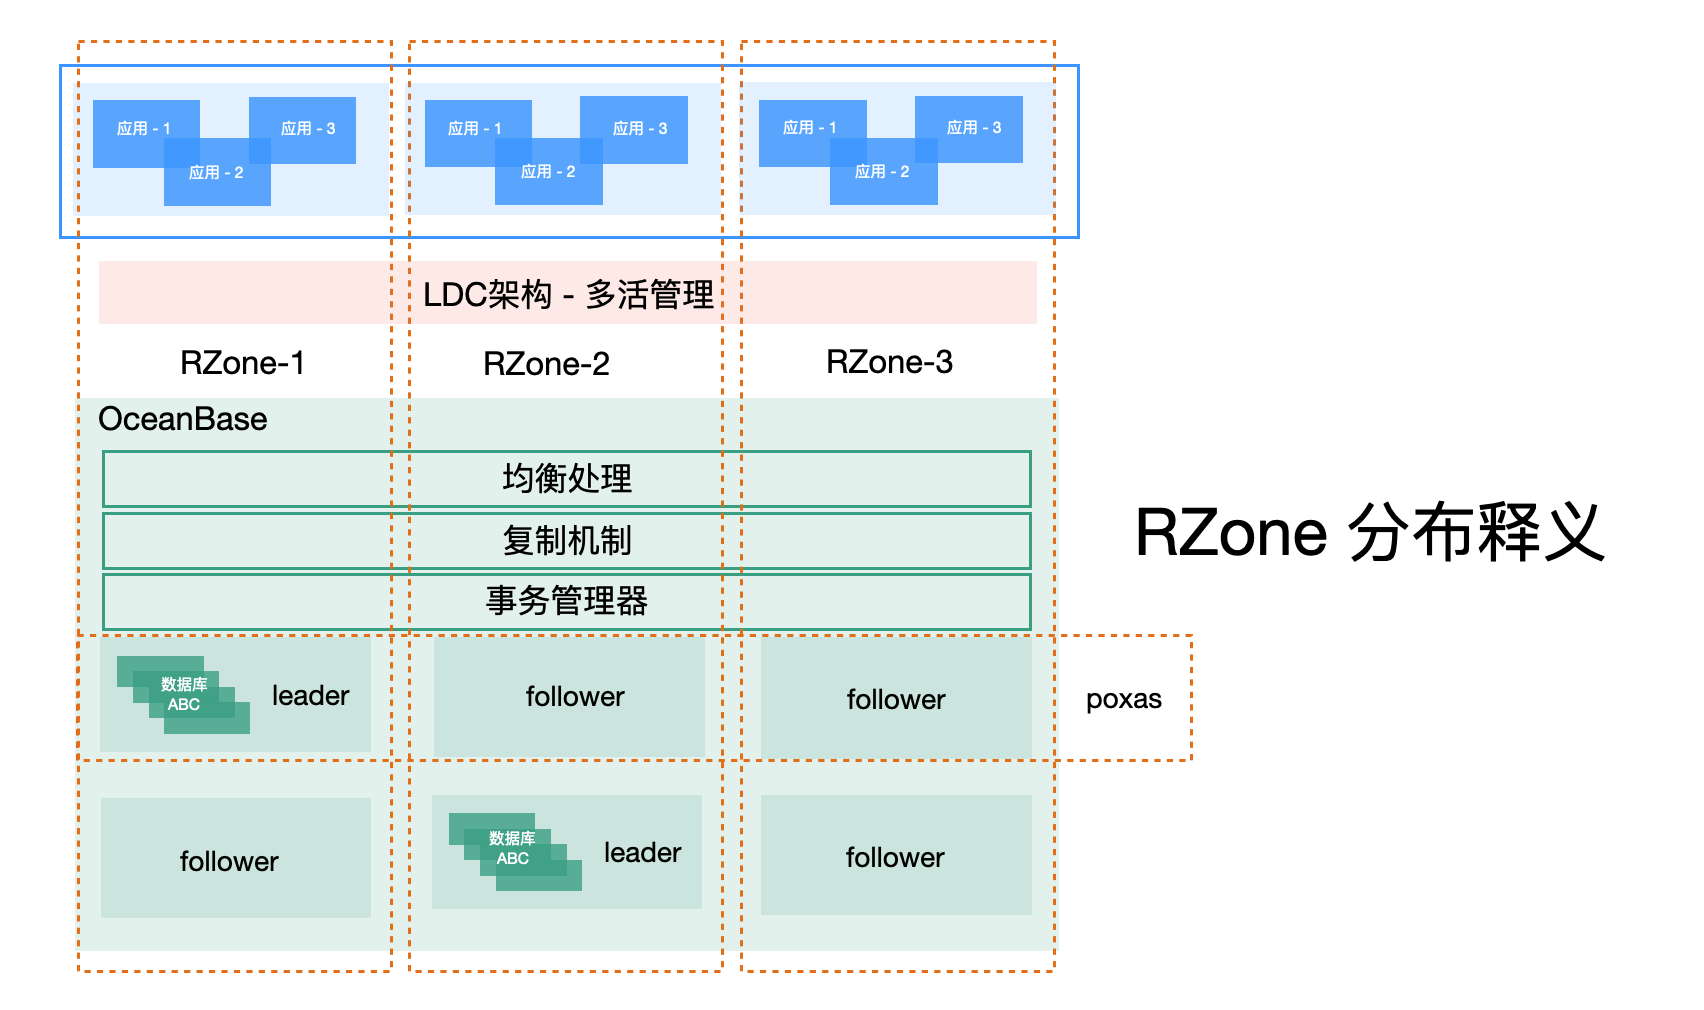 应用 - 1
应用 - 3
应用 - 2
应用 - 1
应用 - 3
应用 - 2
应用 - 1
应用 - 3
应用 - 2
LDC架构 - 多活管理
RZone-1
RZone-2
RZone-3
OceanBase
均衡处理
复制机制
事务管理器
RZone 分布释义
数据库
ABC
leader
follower
follower
poxas
follower
数据库
ABC
leader
follower